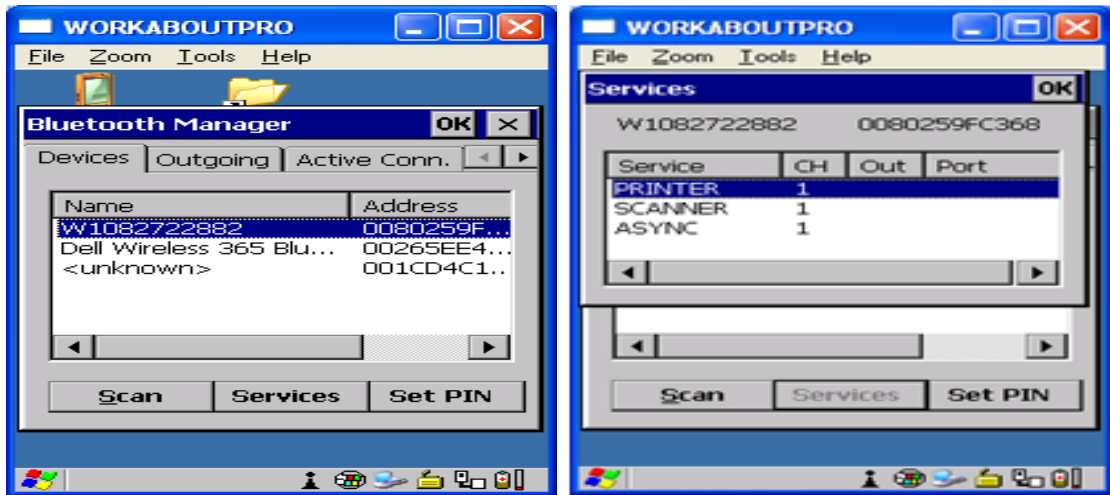 WORKABOUTPRO
File Zoom Tools Help
Bluetooth Manager OK
Devices Outgoing Active Conn.
Name Address
W1082722882 0080259F...
Dell Wireless 365 Blu... 00265EE4...
<unknown> 001CD4C1..
Scan Services Set PIN
WORKABOUTPRO
File Zoom Tools Help
Services OK
W1082722882 0080259FC368
Service CH Out Port
PRINTER 1
SCANNER 1
ASYNC 1
Scan Services Set PIN